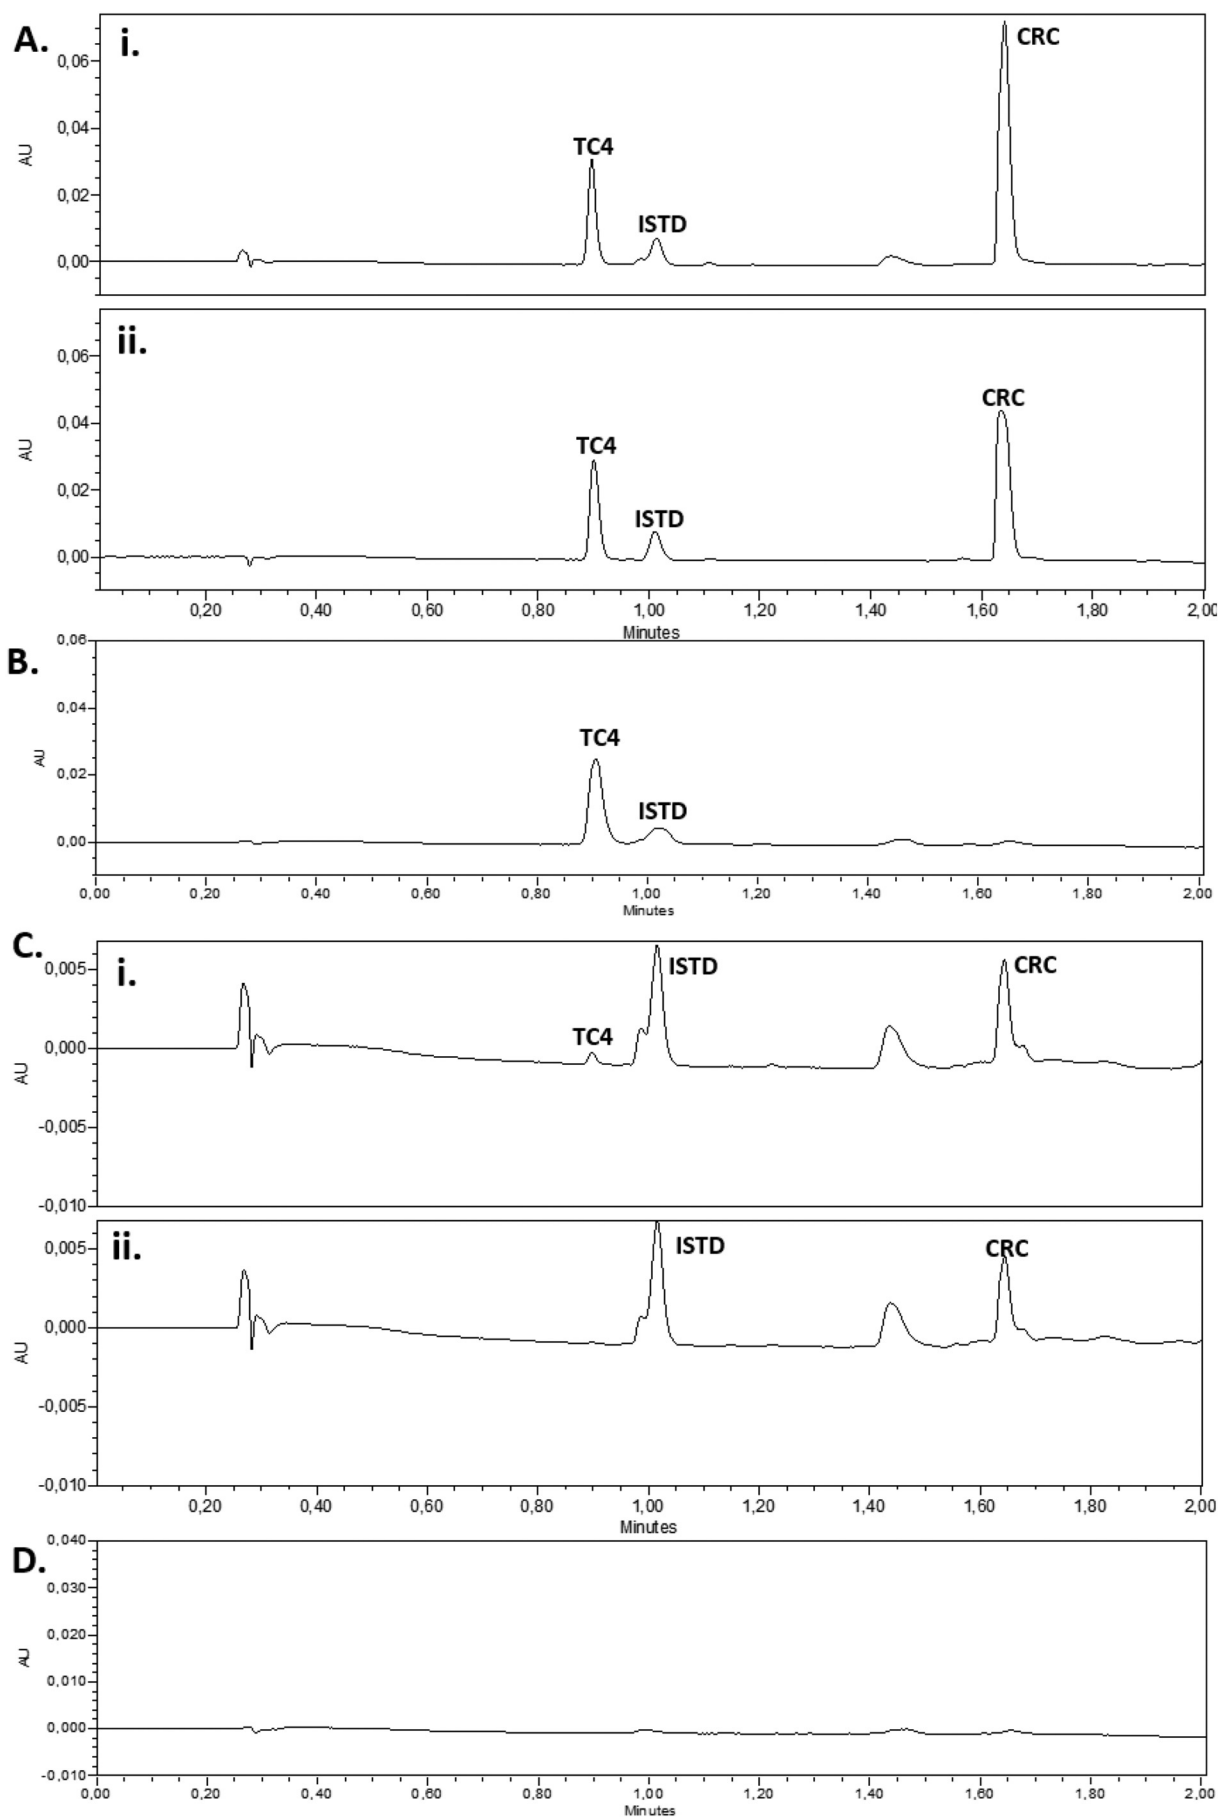 A.
i.
CRC
0,06
TC4
0,04
AU
0,02
ISTD
0,00
ii.
0,06
CRC
0,04
TC4
AU
0,02
ISTD
0,00
0,20 0,40 0,60 0,80 1,00 1,20 1,40 1,60 1,80 2,00
Minutes
B.
0,06
0,04
TC4
AU
0,02
ISTD
0,00
0,00 0,20 0,40 0,60 0,80 1,00 1,20 1,40 1,60 1,80 2,00
Minutes
C.
i.
0,005
ISTD
CRC
TC4
0,000
AU
-0,005
-0,010
ii.
0,005
ISTD
CRC
0,000
AU
-0,005
-0,010
0,20 0,40 0,60 0,80 1,00 1,20 1,40 1,60 1,80 2,00
Minutes
D.
0,040
0,030
0,020
AU
0,010
0,000
-0,010
0,00 0,20 0,40 0,60 0,80 1,00 1,20 1,40 1,60 1,80 2,00
Minutes